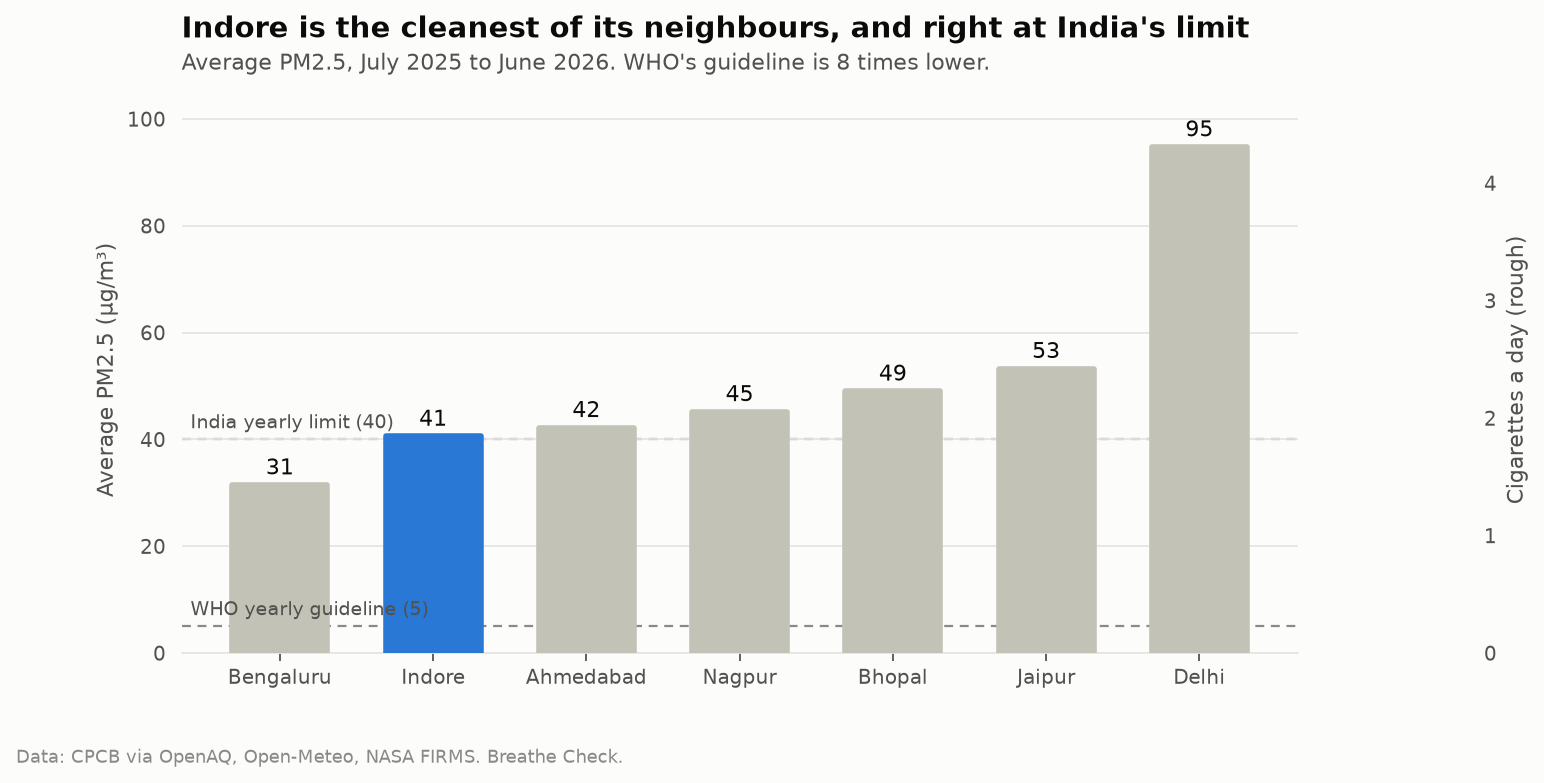 Indore is the cleanest of its neighbours, and right at India's limit
Average PM2.5, July 2025 to June 2026. WHO's guideline is 8 times lower.
Average PM2.5 (µg/m³)
100
80
60
40
20
0
India yearly limit (40)
WHO yearly guideline (5)
31
41
42
45
49
53
95
Bengaluru
Indore
Ahmedabad
Nagpur
Bhopal
Jaipur
Delhi
4
3
2
1
0
Cigarettes a day (rough)
Data: CPCB via OpenAQ, Open-Meteo, NASA FIRMS. Breathe Check.